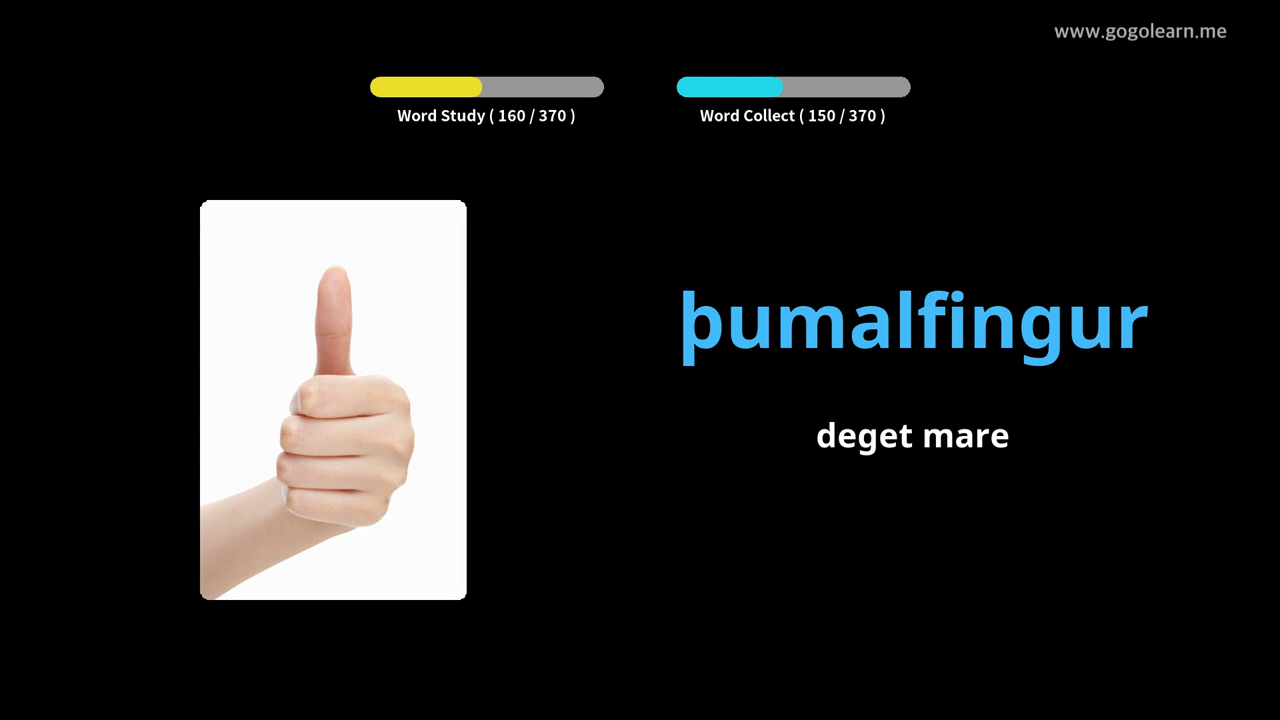 www.gogolearn.me
Word Study ( 160 / 370 )
Word Collect ( 150 / 370 )
þumalfingur
deget mare